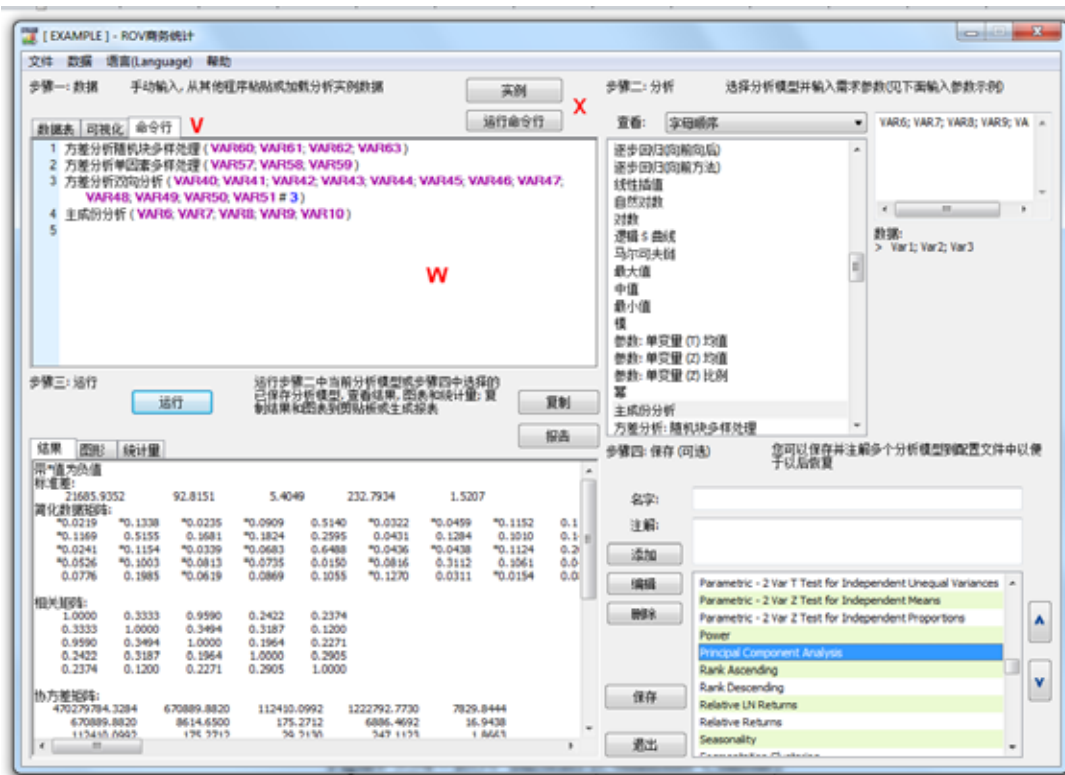 [ EXAMPLE ] - ROV商务统计
文件 数据 语言(Language) 帮助
步骤一: 数据 手动输入, 从其他程序粘贴或加载分析实例数据
实例
X
运行命令行
数据表 可视化 命令行 V
1 方差分析随机块多样处理 ( VAR60; VAR61; VAR62; VAR63 )
2 方差分析单因素多样处理 ( VAR57; VAR58; VAR59 )
3 方差分析双向分析 ( VAR40; VAR41; VAR42; VAR43; VAR44; VAR45; VAR46; VAR47;
VAR48; VAR49; VAR50; VAR51 # 3 )
4 主成份分析 ( VAR6; VAR7; VAR8; VAR9; VAR10 )
5
W
步骤二: 分析 选择分析模型并输入需求参数(见下面输入参数示例)
查看: 字母顺序
VAR6; VAR7; VAR8; VAR9; VA
逐步回归(向前向后)
逐步回归(向前方法)
线性插值
自然对数
对数
逻辑 S 曲线
马尔可夫链
最大值
中值
最小值
模
参数: 单变量 (T) 均值
参数: 单变量 (Z) 均值
参数: 单变量 (Z) 比例
幂
主成份分析
方差分析: 随机块多样处理
数据:
> Var1; Var2; Var3
步骤三: 运行
运行
运行步骤二中当前分析模型或步骤四中选择的
已保存分析模型, 查看结果, 图表和统计量; 复
制结果和图表到剪贴板或生成报表
复制
报告
结果 图形 统计量
带*值为负值
标准差:
21685.9352 92.8151 5.4049 232.7934 1.5207
简化数据矩阵:
*0.0219 *0.1338 *0.0235 *0.0909 0.5140 *0.0322 *0.0459 *0.1152 0.1
*0.1169 0.5155 0.1681 *0.1824 0.2595 0.0431 0.1284 0.1010 0.1
*0.0241 *0.1154 *0.0339 *0.0683 0.6488 *0.0436 *0.0438 *0.1124 0.2
*0.0526 *0.1003 *0.0813 *0.0735 0.0150 *0.0816 0.3112 0.1061 0.0
0.0776 0.1985 *0.0619 0.0869 0.1055 *0.1270 0.0311 *0.0154 0.0
相关矩阵:
1.0000 0.3333 0.9590 0.2422 0.2374
0.3333 1.0000 0.3494 0.3187 0.1200
0.9590 0.3494 1.0000 0.1964 0.2271
0.2422 0.3187 0.1964 1.0000 0.2905
0.2374 0.1200 0.2271 0.2905 1.0000
协方差矩阵:
470279784.3284 670889.8820 112410.0992 1222792.7730 7829.8444
670889.8820 8614.6500 175.2712 6886.4692 16.9438
112410.0992 175.2712 29.2130 247.1123 1.8663
步骤四: 保存 (可选) 您可以保存并注解多个分析模型到配置文件中以便
于以后恢复
名字:
注解:
添加
编辑
删除
保存
退出
Parametric - 2 Var T Test for Independent Unequal Variances
Parametric - 2 Var Z Test for Independent Means
Parametric - 2 Var Z Test for Independent Proportions
Power
Principal Component Analysis
Rank Ascending
Rank Descending
Relative LN Returns
Relative Returns
Seasonality